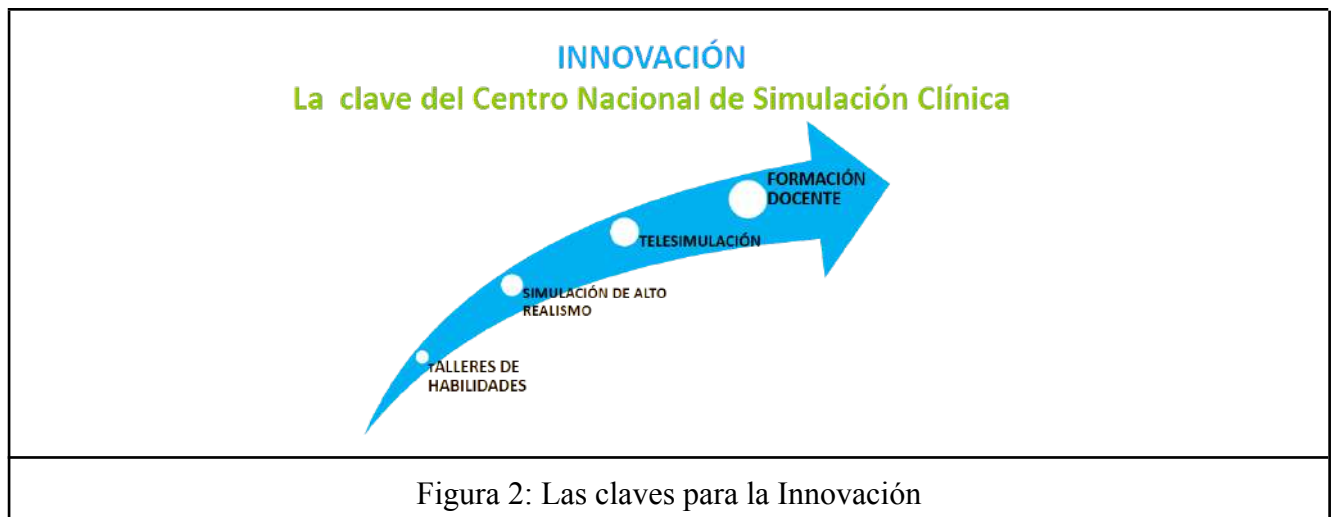 INNOVACIÓN
La clave del Centro Nacional de Simulación Clínica
FORMACIÓN
DOCENTE
TELESIMULACIÓN
SIMULACIÓN DE ALTO
REALISMO
TALLERES DE
HABILIDADES
Figura 2: Las claves para la Innovación